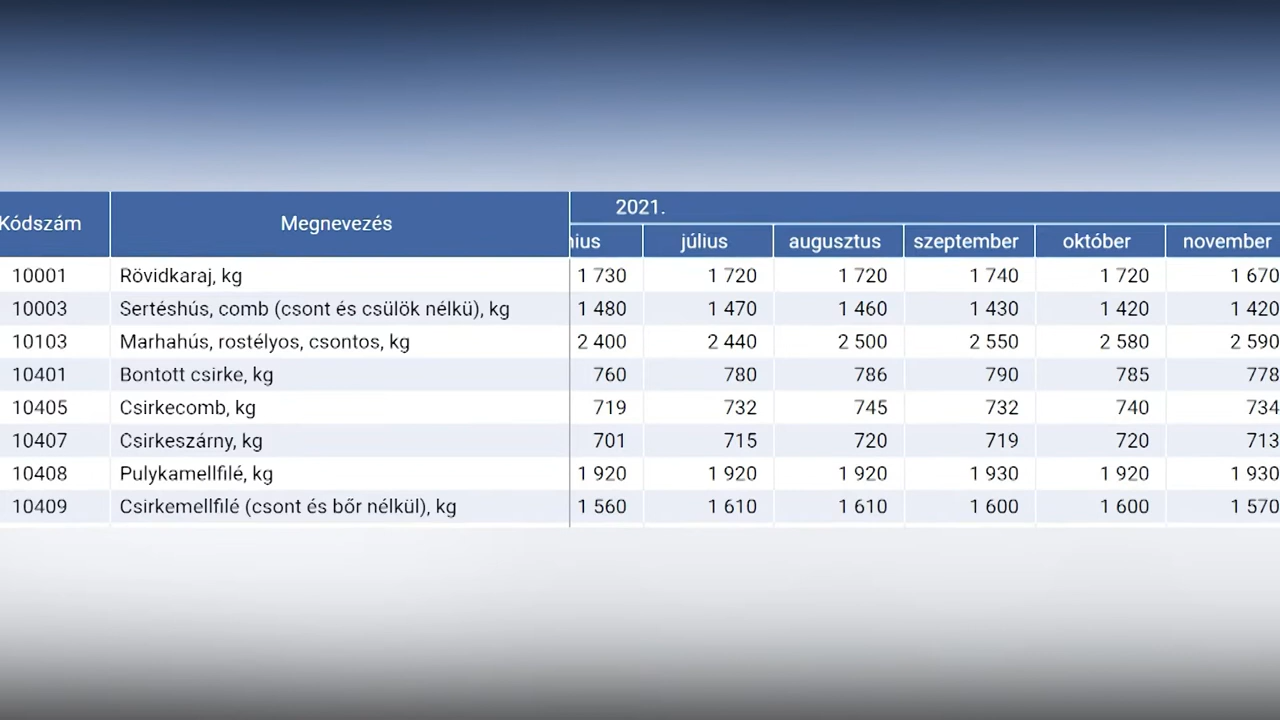 2021.
Kódszám Megnevezés nius július augusztus szeptember október november
10001 Rövidkaraj, kg 1 730 1 720 1 720 1 740 1 720 1 670
10003 Sertéshús, comb (csont és csülök nélkü), kg 1 480 1 470 1 460 1 430 1 420 1 420
10103 Marhahús, rostélyos, csontos, kg 2 400 2 440 2 500 2 550 2 580 2 590
10401 Bontott csirke, kg 760 780 786 790 785 778
10405 Csirkecomb, kg 719 732 745 732 740 734
10407 Csirkeszárny, kg 701 715 720 719 720 713
10408 Pulykamellfilé, kg 1 920 1 920 1 920 1 930 1 920 1 930
10409 Csirkemellfilé (csont és bőr nélkül), kg 1 560 1 610 1 610 1 600 1 600 1 570